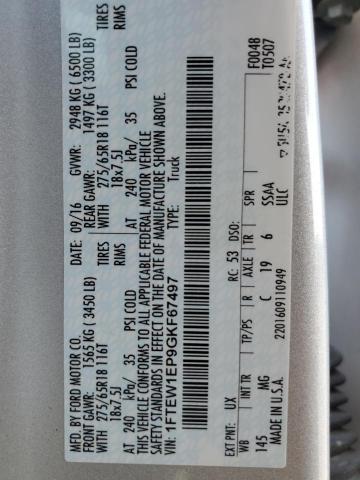 MFD. BY FORD MOTOR CO.
DATE: 09/16 GVWR: 2948 KG (6500 LB)
FRONT GAWR: 1565 KG (3450 LB) REAR GAWR: 1497 KG (3300 LB)
WITH 275/65R18 116T TIRES WITH 275/65R18 116T TIRES
18x7.5J RIMS 18x7.5J RIMS
AT 240 kPa/ 35 PSI COLD AT 240 kPa/ 35 PSI COLD
THIS VEHICLE CONFORMS TO ALL APPLICABLE FEDERAL MOTOR VEHICLE
SAFETY STANDARDS IN EFFECT ON THE DATE OF MANUFACTURE SHOWN ABOVE.
VIN: 1FTEW1EP9GKF67497
TYPE: Truck
F0048
T0507
EXT PNT: UX RC: 53 DSO:
WB INT TR TP/PS R AXLE TR SPR
145 MG C 19 6 SSAA
MADE IN U.S.A. ULC
2201609110949